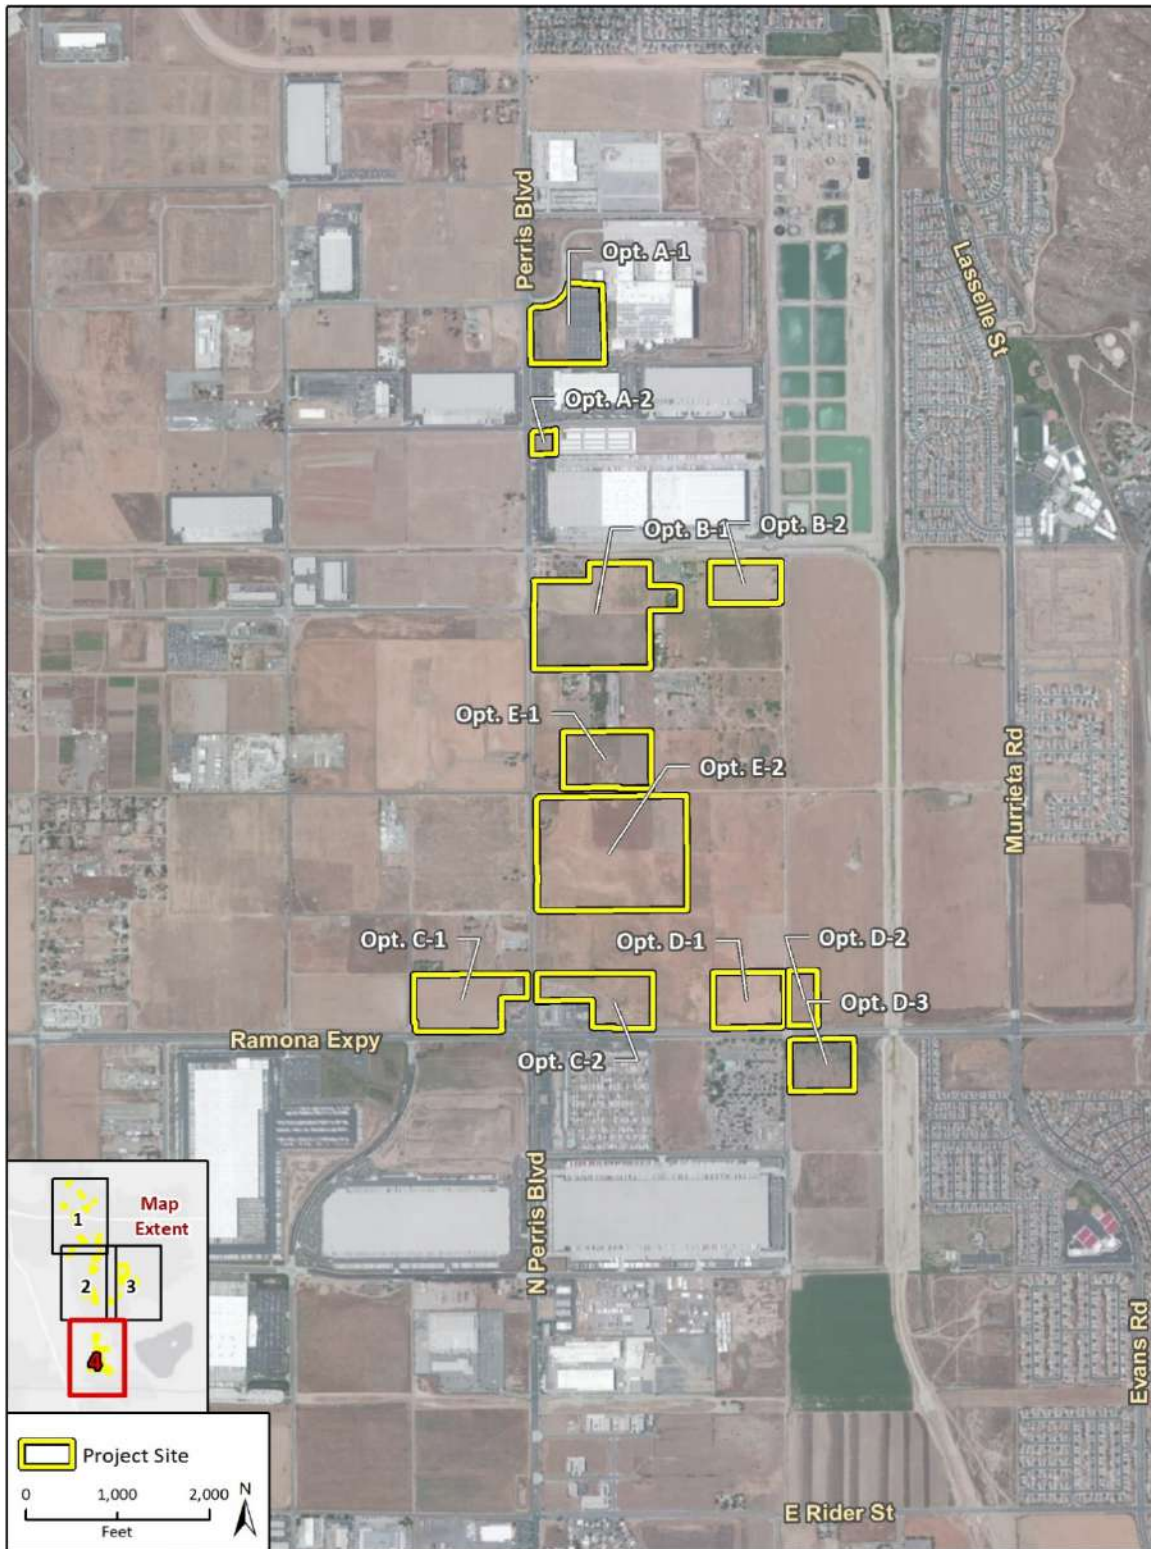 Perris Blvd
Lasselle St
Opt. A-1
Opt. A-2
Opt. B-1
Opt. B-2
Opt. E-1
Opt. E-2
Murrieta Rd
Opt. C-1
Opt. D-1
Opt. D-2
Opt. D-3
Ramona Expy
Opt. C-2
N Perris Blvd
Evans Rd
E Rider St
Map
Extent
1
2
3
4
Project Site
0 1,000 2,000
Feet
N